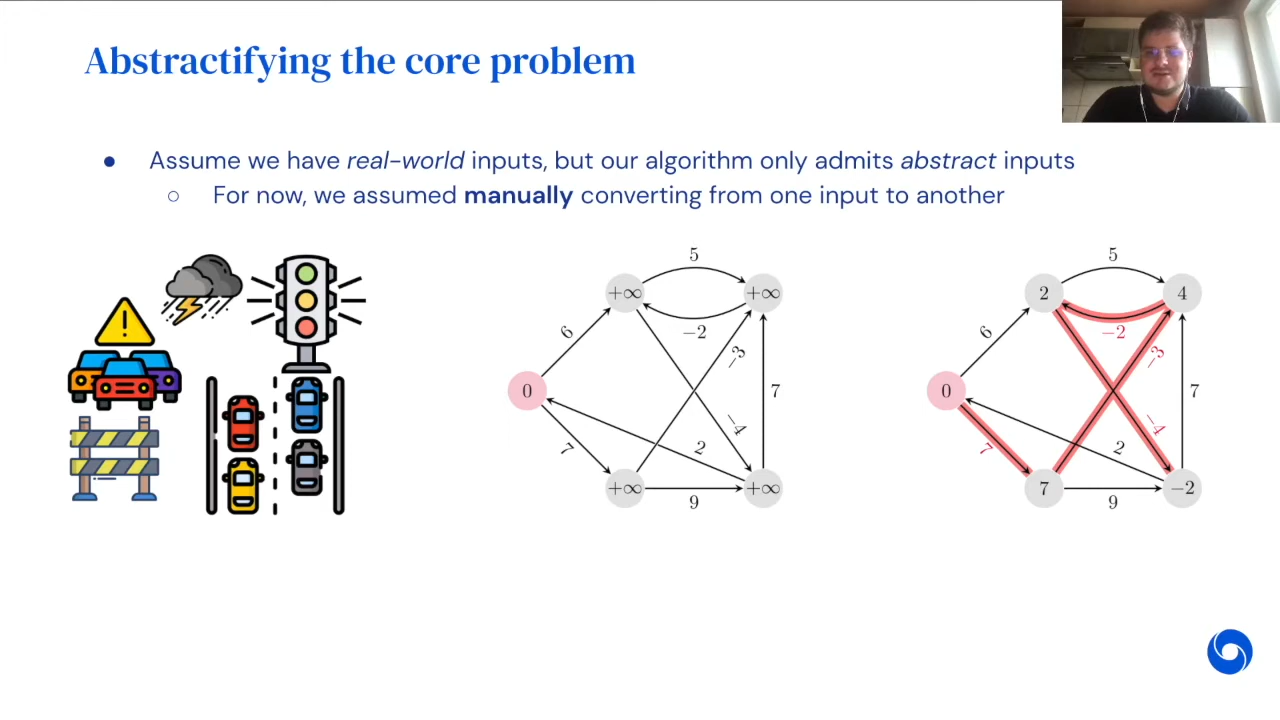 Abstractifying the core problem
● Assume we have real-world inputs, but our algorithm only admits abstract inputs
○ For now, we assumed manually converting from one input to another
5
+∞ +∞
6 −2 −3
0 7
7 2 −4
+∞ 9 +∞
5
2 4
6 −2 −3
0 7
7 2 −4
7 9 −2